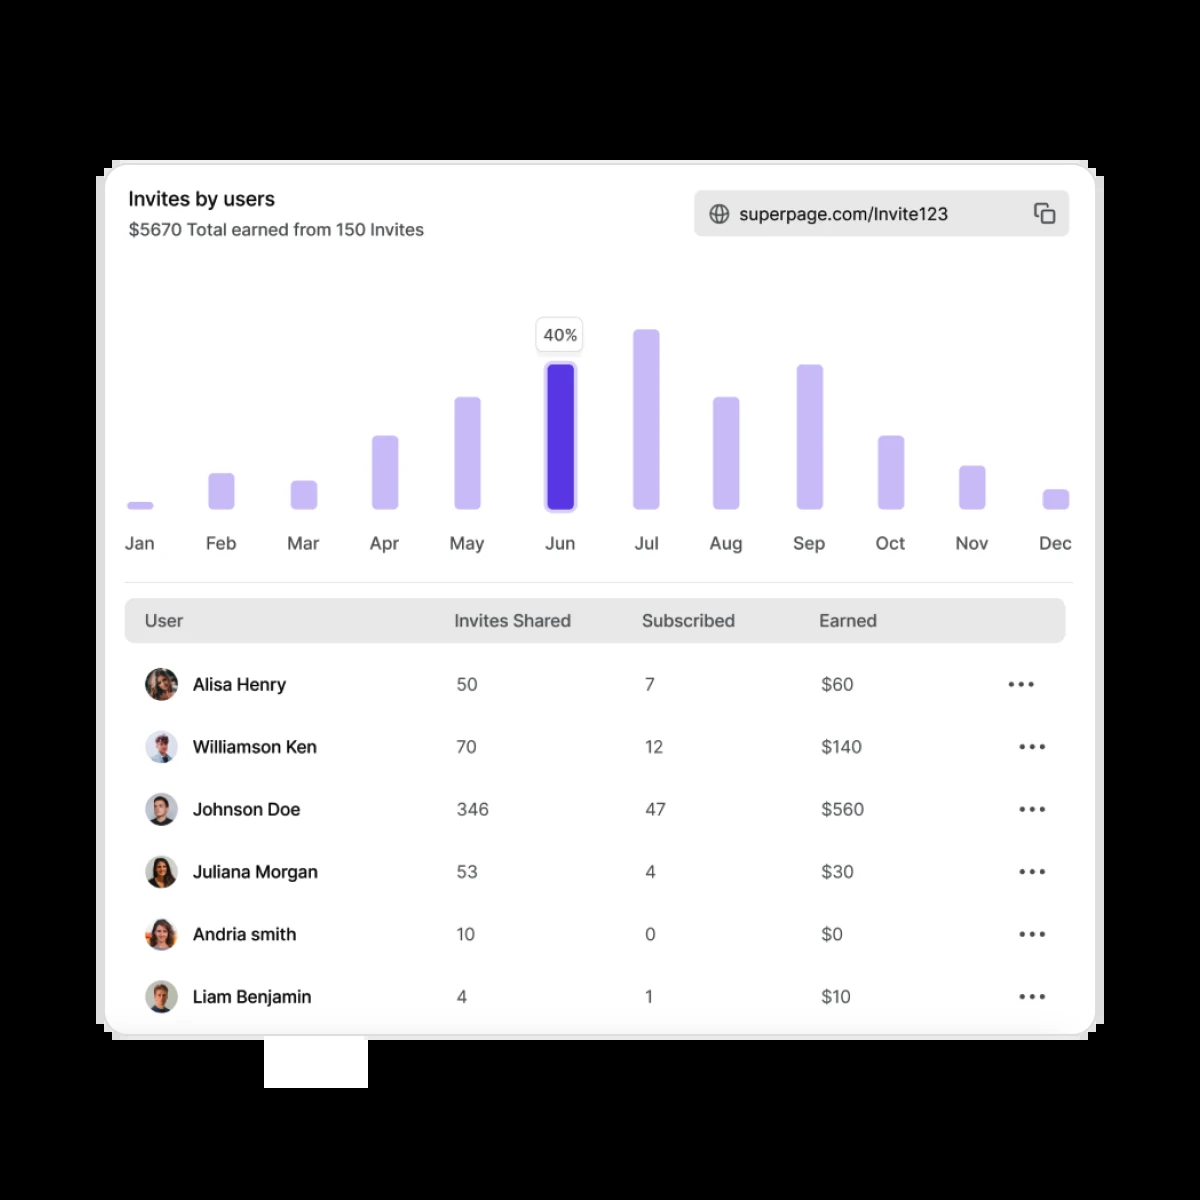 Invites by users
$5670 Total earned from 150 Invites
superpage.com/Invite123
40%
Jan Feb Mar Apr May Jun Jul Aug Sep Oct Nov Dec
User Invites Shared Subscribed Earned
Alisa Henry 50 7 $60
Williamson Ken 70 12 $140
Johnson Doe 346 47 $560
Juliana Morgan 53 4 $30
Andria smith 10 0 $0
Liam Benjamin 4 1 $10